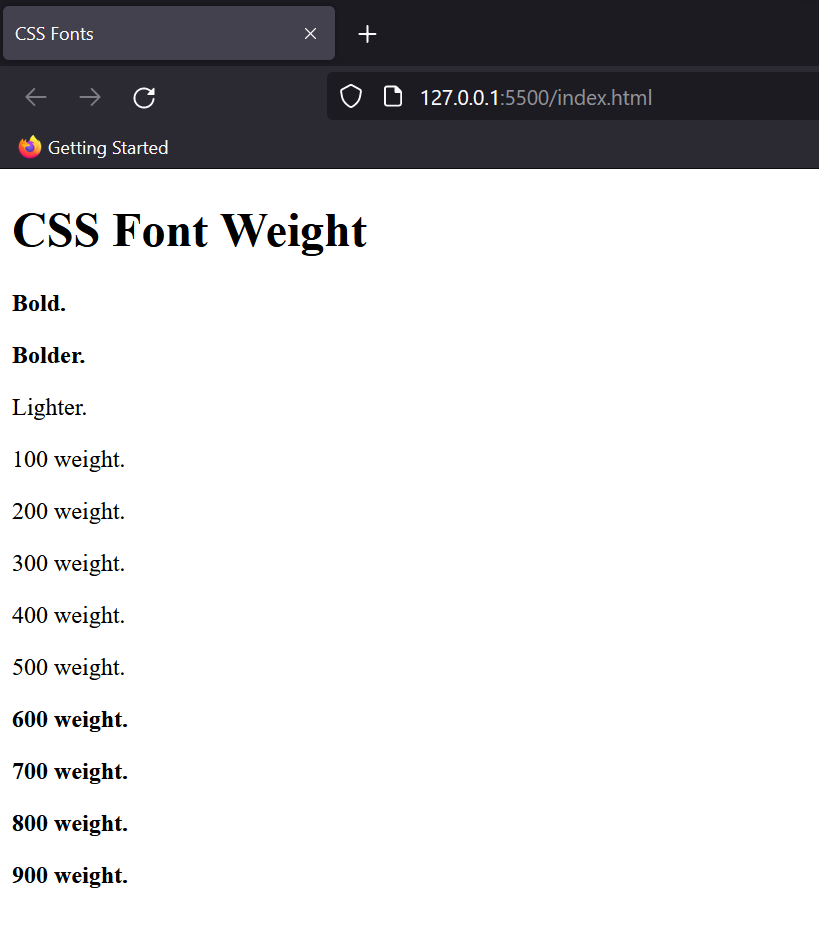 CSS Fonts
127.0.0.1:5500/index.html
Getting Started
CSS Font Weight
Bold.
Bolder.
Lighter.
100 weight.
200 weight.
300 weight.
400 weight.
500 weight.
600 weight.
700 weight.
800 weight.
900 weight.